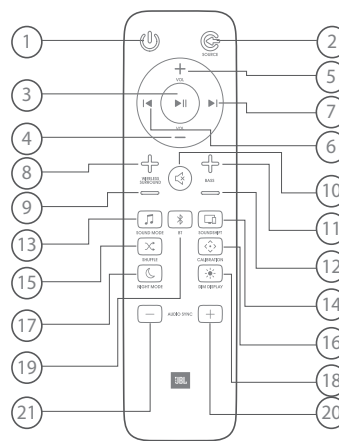 1
2
SOURCE
5
VOL
3
7
VOL
4
6
8
WIRELESS
SURROUND
BASS
9
10
11
12
13
SOUND MODE
BT
SOUNDSHIFT
14
15
SHUFFLE
CALIBRATION
16
17
NIGHT MODE
DIM DISPLAY
18
19
AUDIO SYNC
JBL
21
20